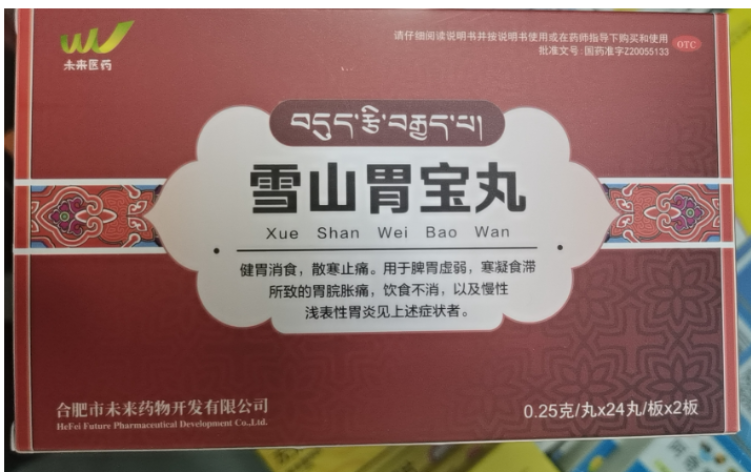 未来医药
请仔细阅读说明书并按说明书使用或在药师指导下购买和使用
批准文号 国药准字Z20055133
OTC
བདུད་རྩི་བརྒྱད་པ།
雪山胃宝丸
Xue Shan Wei Bao Wan
健胃消食，散寒止痛。用于脾胃虚弱，寒凝食滞
所致的胃脘胀痛，饮食不消，以及慢性
浅表性胃炎见上述症状者。
合肥市未来药物开发有限公司
HeFei Future Pharmaceutical Development Co.,Ltd.
0.25克/丸x24丸/板x2板